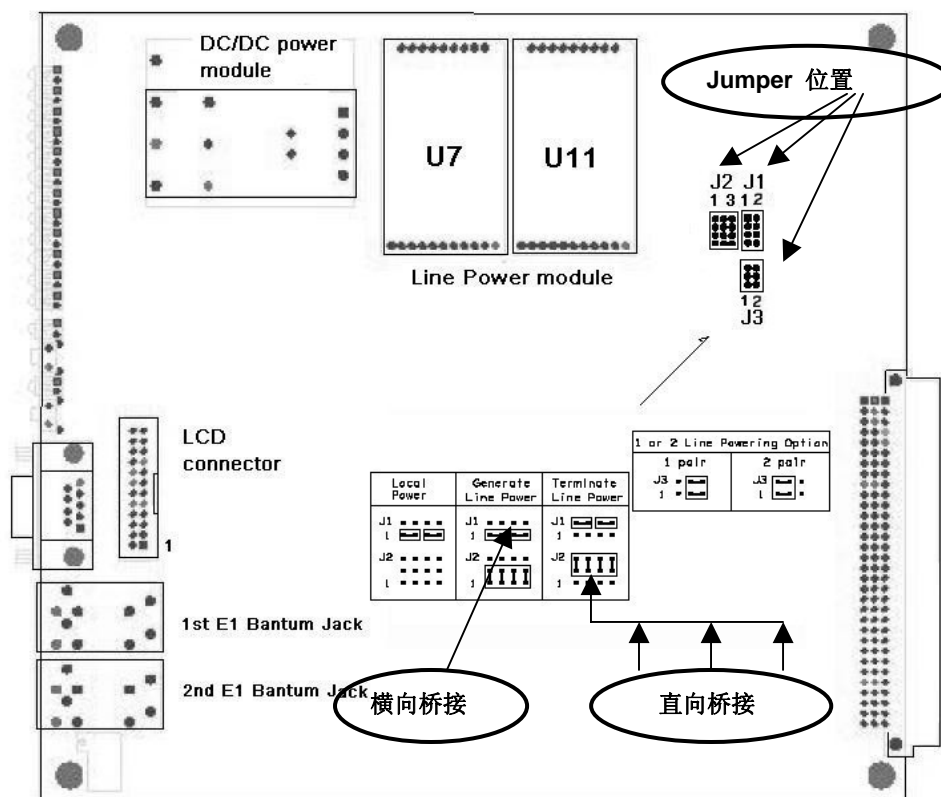 DC/DC power
module
Jumper 位置
U7
U11
J2 J1
1 3 1 2
Line Power module
1 2
J3
LCD
connector
1
1 or 2 Line Powering Option
1 pair
2 pair
J3
1
J3
1
Local
Power
Generate
Line Power
Terminate
Line Power
J1
1
J2
1
J1
1
J2
1
J1
1
J2
1
1st E1 Bantum Jack
2nd E1 Bantum Jack
横向桥接
直向桥接